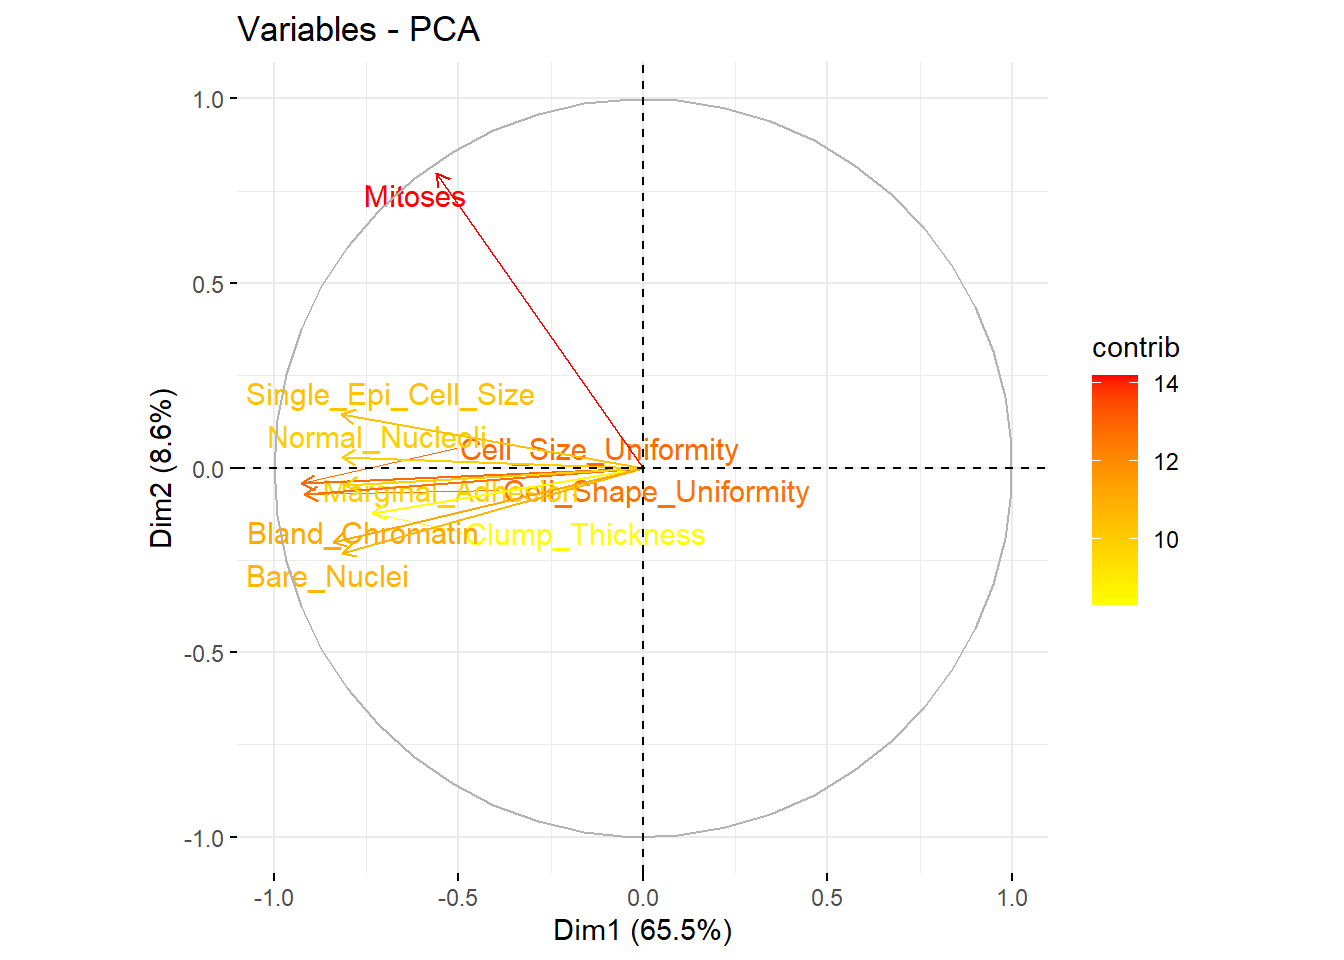 Variables - PCA
1.0
0.5
0.0
-0.5
-1.0
Dim2 (8.6%)
Mitoses
Single_Epi_Cell_Size
Normal_Nucleoli
Cell_Size_Uniformity
Marginal_Adhesion
Cell_Shape_Uniformity
Bland_Chromatin
Clump_Thickness
Bare_Nuclei
-1.0
-0.5
0.0
0.5
1.0
Dim1 (65.5%)
contrib
14
12
10